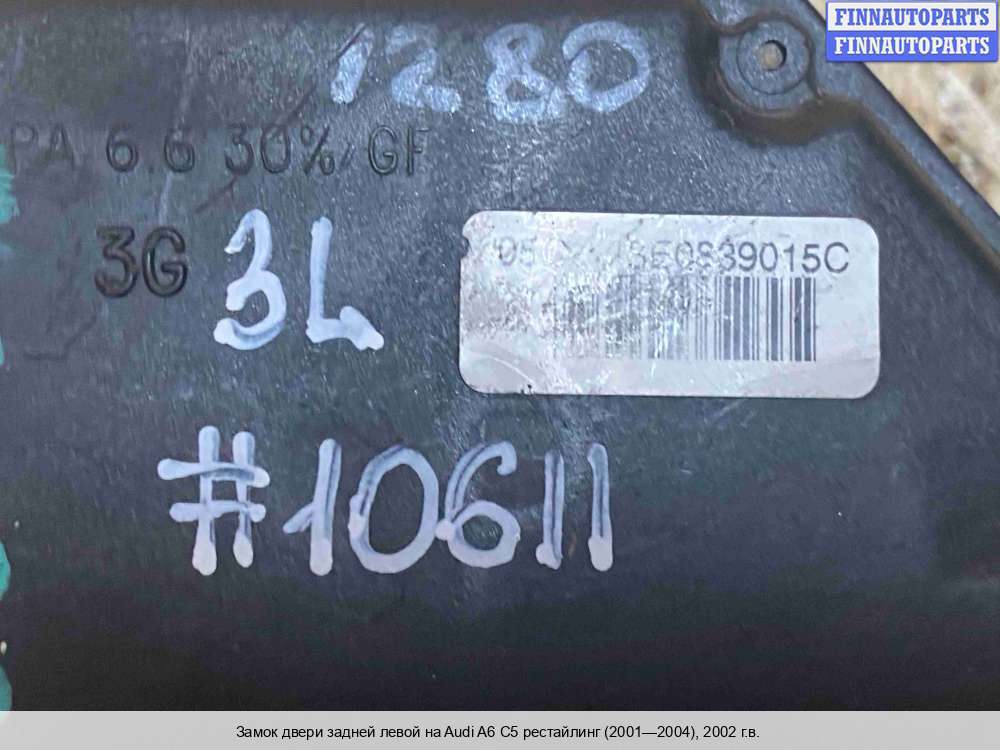 FINNAUTOPARTS
FINNAUTOPARTS
1280
PA 6.6 30% GF
3G 3L
0839015C
#10611
Замок двери задней левой на Audi A6 C5 рестайлинг (2001—2004), 2002 г.в.